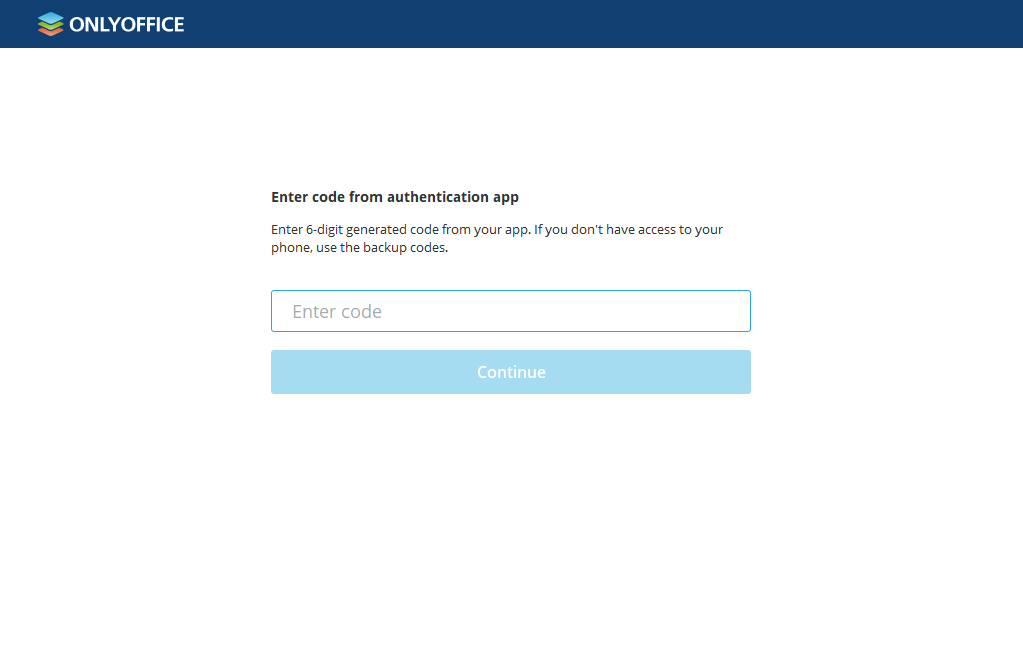 ONLYOFFICE
Enter code from authentication app
Enter 6-digit generated code from your app. If you don't have access to your
phone, use the backup codes.
Enter code
Continue